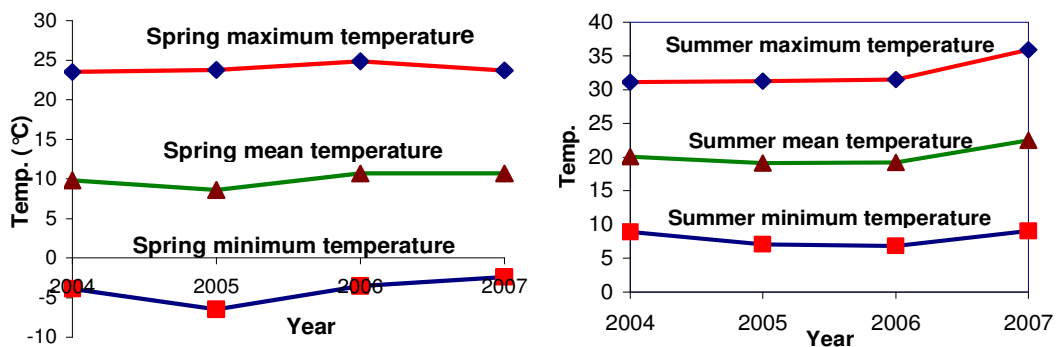 30
25
20
15
10
5
0
-5
-10
Temp. (°C)
Spring maximum temperature
Spring mean temperature
Spring minimum temperature
2004 2005 2006 2007
Year
40
35
30
25
20
15
10
5
0
Temp.
Summer maximum temperature
Summer mean temperature
Summer minimum temperature
2004 2005 2006 2007
Year